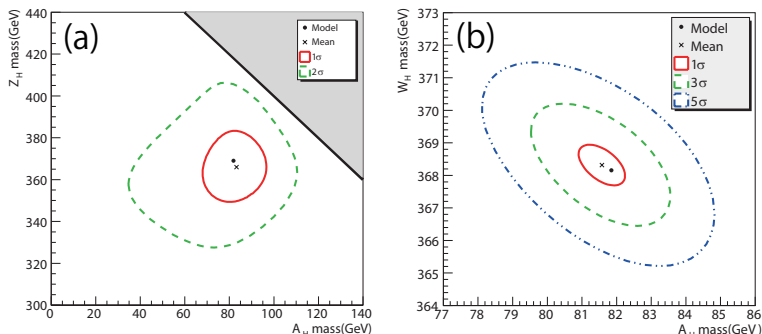 (a)
Z_H mass(GeV)
440
420
400
380
360
340
320
300
0 20 40 60 80 100 120 140
A_H mass(GeV)
Model
Mean
1σ
2σ
(b)
W_H mass(GeV)
373
372
371
370
369
368
367
366
365
364
77 78 79 80 81 82 83 84 85 86
A mass(GeV)
Model
Mean
1σ
3σ
5σ